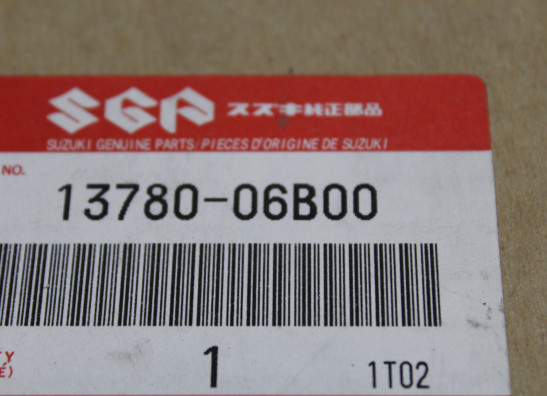 SGP スズキ純正部品
SUZUKI GENUINE PARTS/PIECES D'ORIGINE DE SUZUKI
NO.
13780-06B00
TY 1 1T02
É)